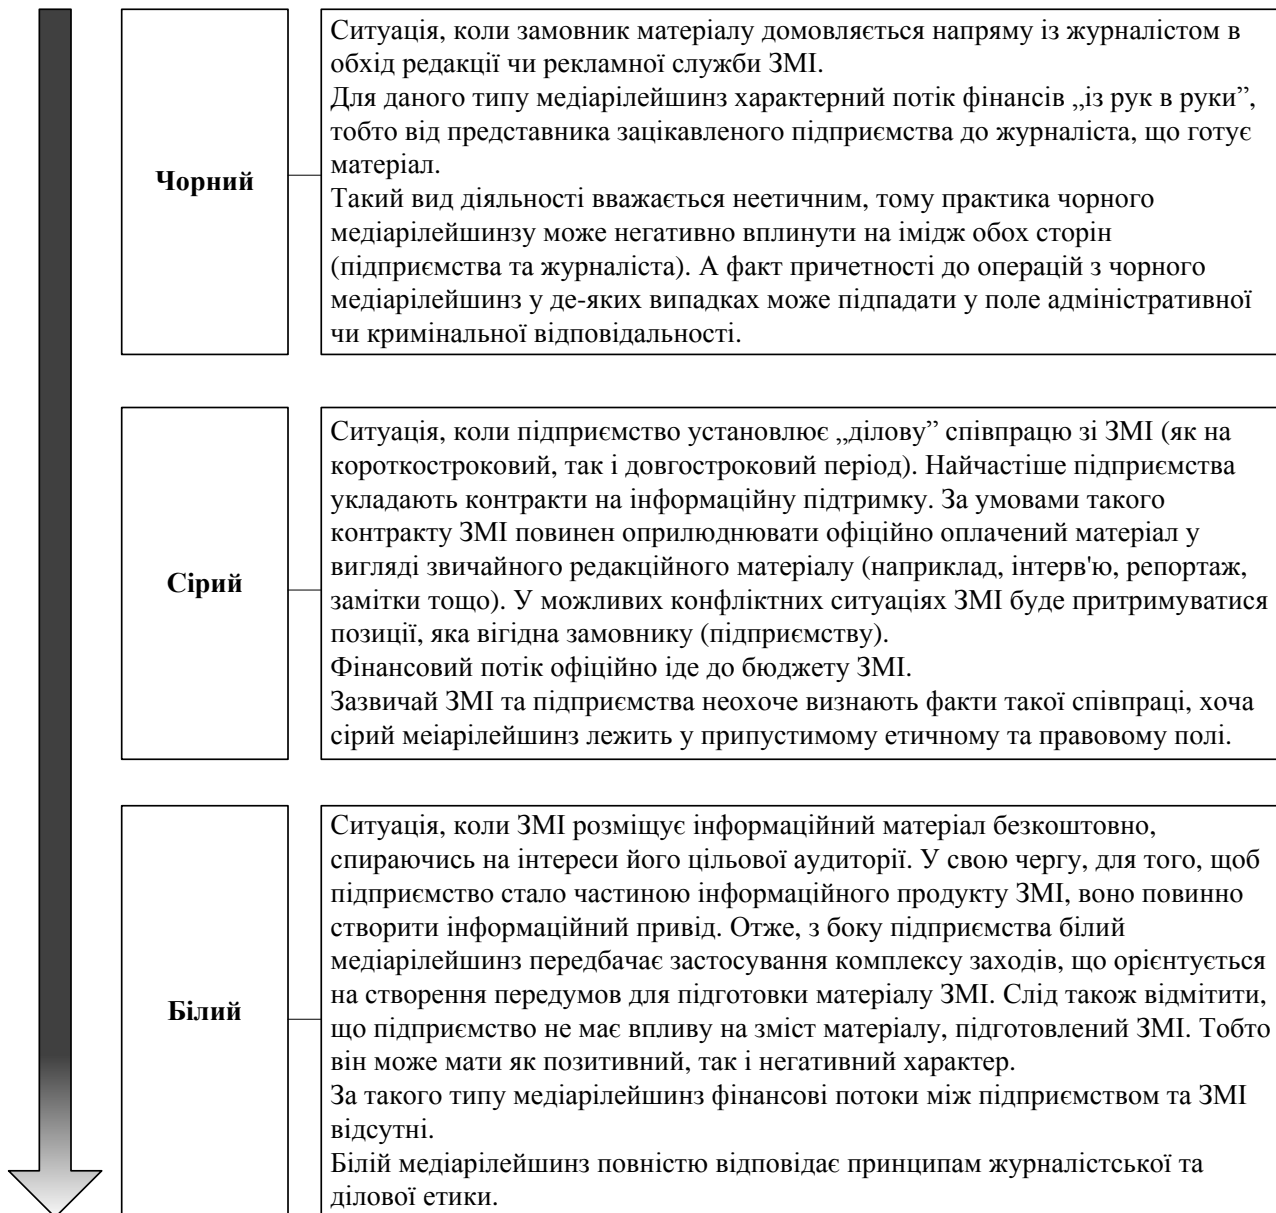 Чорний
Ситуація, коли замовник матеріалу домовляється напряму із журналістом в
обхід редакції чи рекламної служби ЗМІ.
Для даного типу медіарілейшинз характерний потік фінансів „із рук в руки”,
тобто від представника зацікавленого підприємства до журналіста, що готує
матеріал.
Такий вид діяльності вважається неетичним, тому практика чорного
медіарілейшинзу може негативно вплинути на імідж обох сторін
(підприємства та журналіста). А факт причетності до операцій з чорного
медіарілейшинз у де-яких випадках може підпадати у поле адміністративної
чи кримінальної відповідальності.
Сірий
Ситуація, коли підприємство установлює „ділову” співпрацю зі ЗМІ (як на
короткостроковий, так і довгостроковий період). Найчастіше підприємства
укладають контракти на інформаційну підтримку. За умовами такого
контракту ЗМІ повинен оприлюднювати офіційно оплачений матеріал у
вигляді звичайного редакційного матеріалу (наприклад, інтерв'ю, репортаж,
замітки тощо). У можливих конфліктних ситуаціях ЗМІ буде притримуватися
позиції, яка вігідна замовнику (підприємству).
Фінансовий потік офіційно іде до бюджету ЗМІ.
Зазвичай ЗМІ та підприємства неохоче визнають факти такої співпраці, хоча
сірий меіарілейшинз лежить у припустимому етичному та правовому полі.
Білий
Ситуація, коли ЗМІ розміщує інформаційний матеріал безкоштовно,
спираючись на інтереси його цільової аудиторії. У свою чергу, для того, щоб
підприємство стало частиною інформаційного продукту ЗМІ, воно повинно
створити інформаційний привід. Отже, з боку підприємства білий
медіарілейшинз передбачає застосування комплексу заходів, що орієнтується
на створення передумов для підготовки матеріалу ЗМІ. Слід також відмітити,
що підприємство не має впливу на зміст матеріалу, підготовлений ЗМІ. Тобто
він може мати як позитивний, так і негативний характер.
За такого типу медіарілейшинз фінансові потоки між підприємством та ЗМІ
відсутні.
Білій медіарілейшинз повністю відповідає принципам журналістської та
ділової етики.